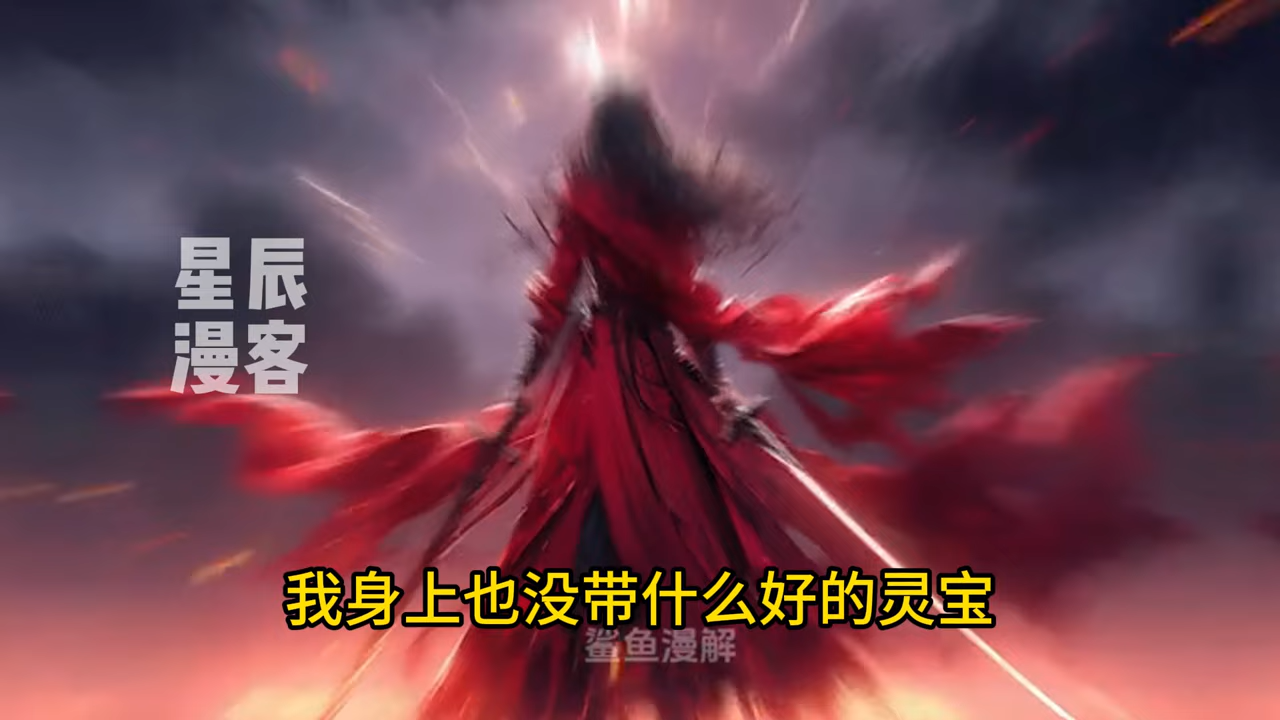 星辰
漫客
我身上也没带什么好的灵宝
鲨鱼漫解